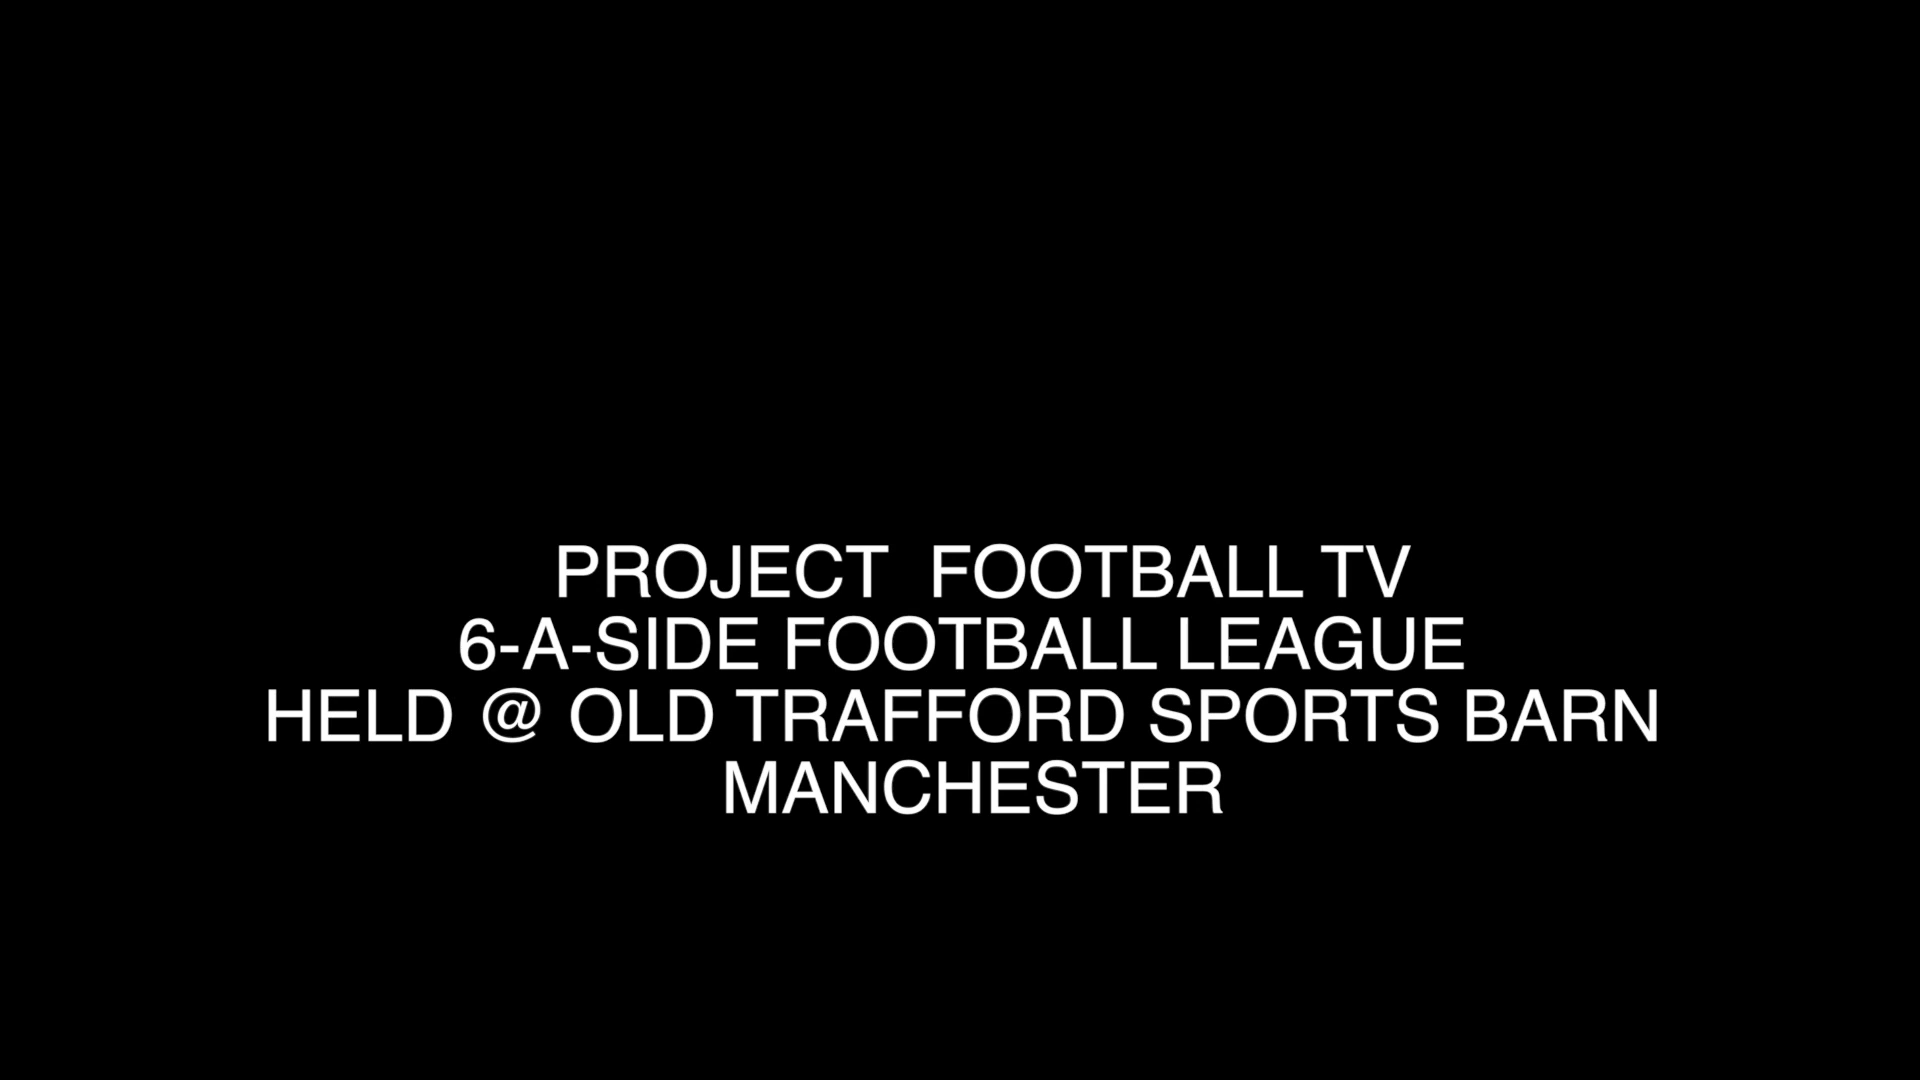 PROJECT  FOOTBALL TV
6-A-SIDE FOOTBALL LEAGUE
HELD @ OLD TRAFFORD SPORTS BARN
MANCHESTER